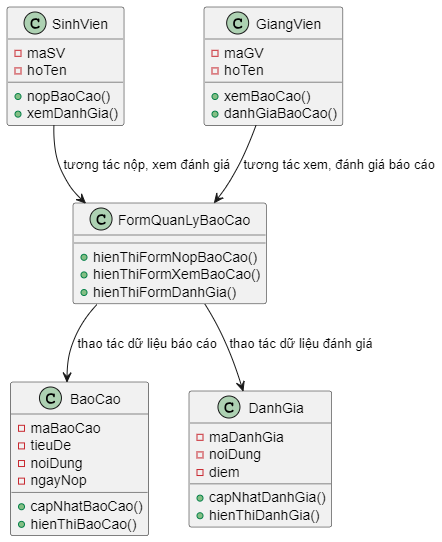 C SinhVien
maSV
hoTen
nopBaoCao()
xemDanhGia()
C GiangVien
maGV
hoTen
xemBaoCao()
danhGiaBaoCao()
tương tác nộp, xem đánh giá
tương tác xem, đánh giá báo cáo
C FormQuanLyBaoCao
hienThiFormNopBaoCao()
hienThiFormXemBaoCao()
hienThiFormDanhGia()
thao tác dữ liệu báo cáo
thao tác dữ liệu đánh giá
C BaoCao
maBaoCao
tieuDe
noiDung
ngayNop
capNhatBaoCao()
hienThiBaoCao()
C DanhGia
maDanhGia
noiDung
diem
capNhatDanhGia()
hienThiDanhGia()